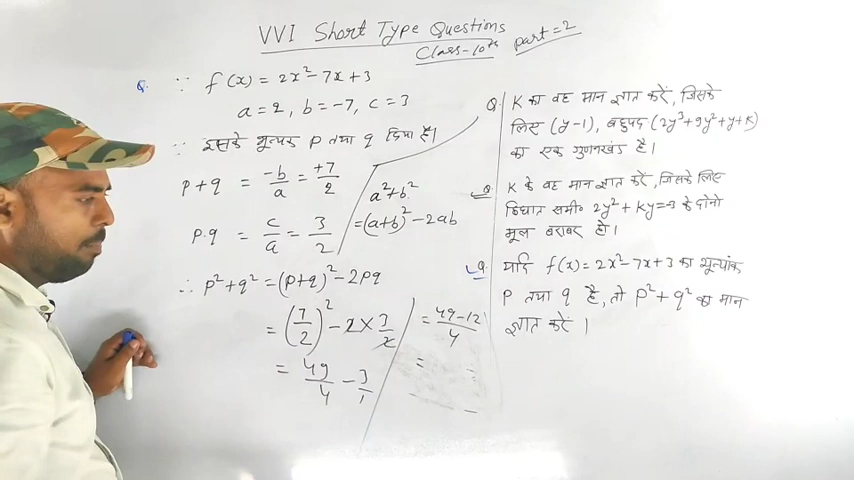 VVI Short Type Questions
Class-10th part=2
Q. ∵ f(x) = 2x²-7x+3
a=2, b=-7, c=3
∵ इसके शून्यक P तथा q दिया है।
P+q = -b/a = +7/2
P.q = c/a = 3/2
a²+b²
=(a+b)²-2ab
∴ P²+q² = (P+q)²-2Pq
= (7/2)² - 2×3/2
= 49/4 - 3/1
= 49-12/4
=
Q. K का वह मान ज्ञात करें, जिसके
लिए (y-1), बहुपद (2y³+9y²+y+K)
का एक गुणनखंड है।
Q. K के वह मान ज्ञात करें, जिसके लिए
द्विघात समी० 2y²+ky=-3 के दोनो
मूल बराबर हो।
Q. यदि f(x)=2x²-7x+3 का शून्यांक
P तथा q है, तो P²+q² का मान
ज्ञात करें।